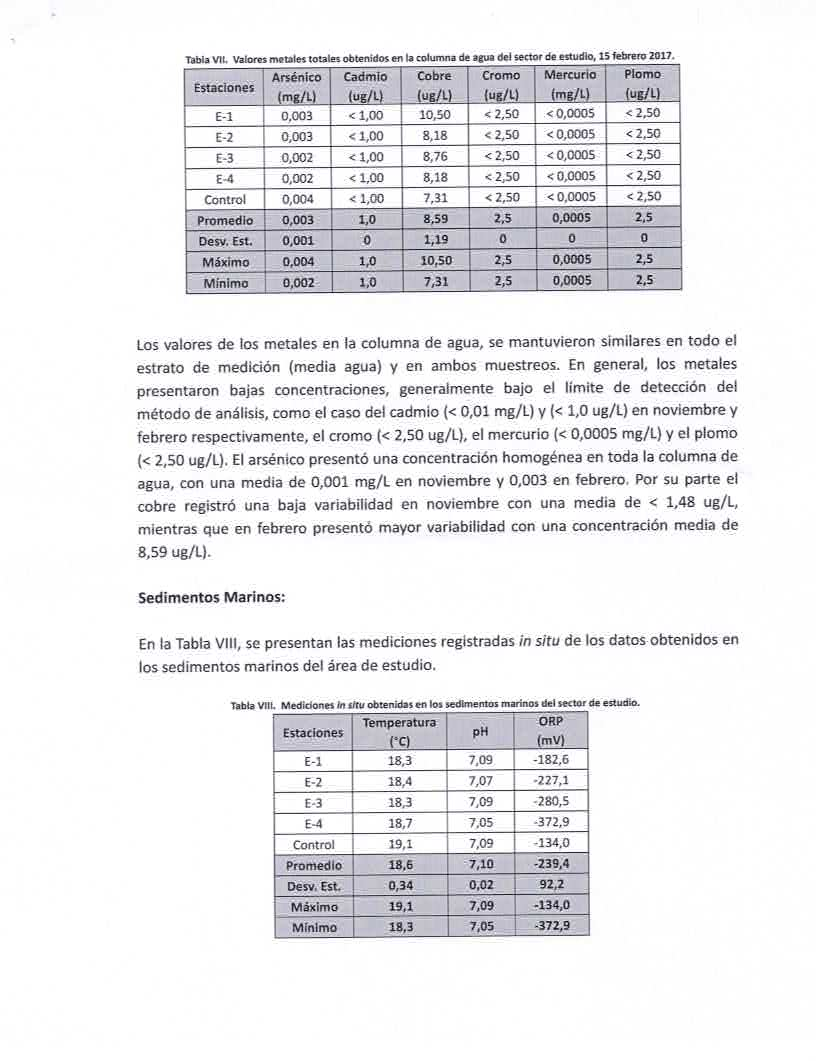 Tabla VII. Valores metales totales obtenidos en la columna de agua del sector de estudio, 15 febrero 2017.
Estaciones Arsénico (mg/L) Cadmio (ug/L) Cobre (ug/L) Cromo (ug/L) Mercurio (mg/L) Plomo (ug/L)
E-1 0,003 < 1,00 10,50 < 2,50 < 0,0005 < 2,50
E-2 0,003 < 1,00 8,18 < 2,50 < 0,0005 < 2,50
E-3 0,002 < 1,00 8,76 < 2,50 < 0,0005 < 2,50
E-4 0,002 < 1,00 8,18 < 2,50 < 0,0005 < 2,50
Control 0,004 < 1,00 7,31 < 2,50 < 0,0005 < 2,50
Promedio 0,003 1,0 8,59 2,5 0,0005 2,5
Desv. Est. 0,001 0 1,19 0 0 0
Máximo 0,004 1,0 10,50 2,5 0,0005 2,5
Mínimo 0,002 1,0 7,31 2,5 0,0005 2,5
Los valores de los metales en la columna de agua, se mantuvieron similares en todo el
estrato de medición (media agua) y en ambos muestreos. En general, los metales
presentaron bajas concentraciones, generalmente bajo el límite de detección del
método de análisis, como el caso del cadmio (< 0,01 mg/L) y (< 1,0 ug/L) en noviembre y
febrero respectivamente, el cromo (< 2,50 ug/L), el mercurio (< 0,0005 mg/L) y el plomo
(< 2,50 ug/L). El arsénico presentó una concentración homogénea en toda la columna de
agua, con una media de 0,001 mg/L en noviembre y 0,003 en febrero. Por su parte el
cobre registró una baja variabilidad en noviembre con una media de < 1,48 ug/L,
mientras que en febrero presentó mayor variabilidad con una concentración media de
8,59 ug/L).
Sedimentos Marinos:
En la Tabla VIII, se presentan las mediciones registradas in situ de los datos obtenidos en
los sedimentos marinos del área de estudio.
Tabla VIII. Mediciones in situ obtenidas en los sedimentos marinos del sector de estudio.
Estaciones Temperatura (°C) pH ORP (mV)
E-1 18,3 7,09 -182,6
E-2 18,4 7,07 -227,1
E-3 18,3 7,09 -280,5
E-4 18,7 7,05 -372,9
Control 19,1 7,09 -134,0
Promedio 18,6 7,10 -239,4
Desv. Est. 0,34 0,02 92,2
Máximo 19,1 7,09 -134,0
Mínimo 18,3 7,05 -372,9